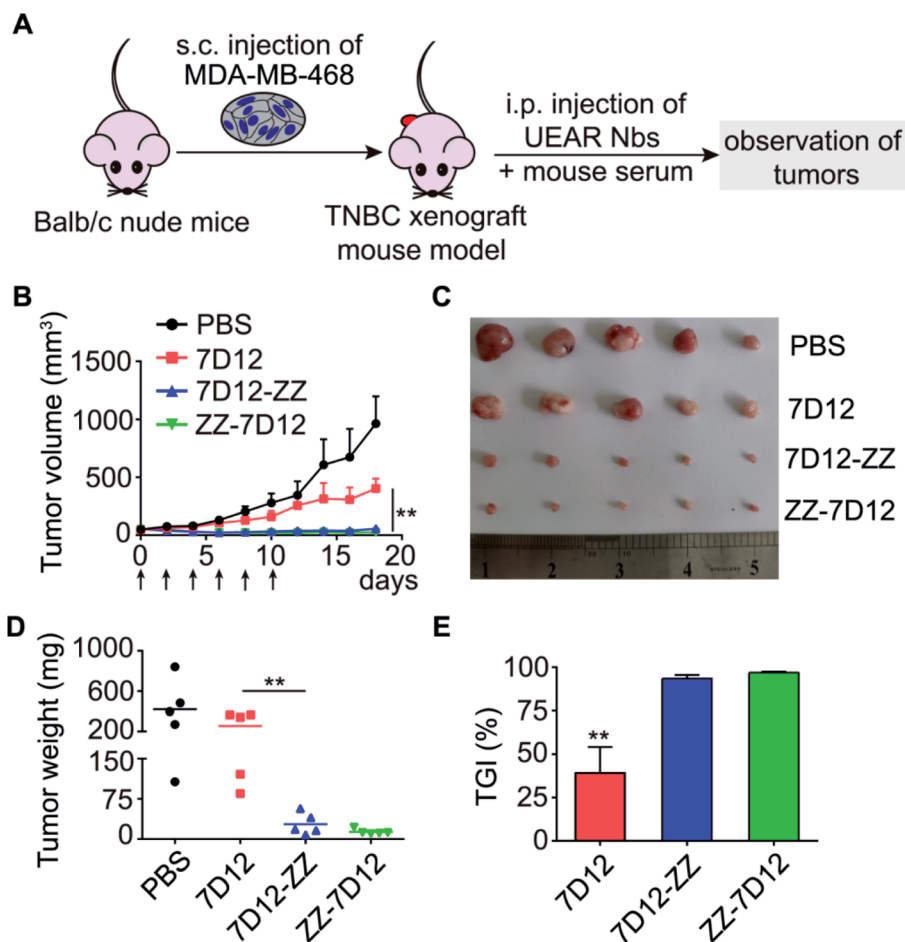 A
s.c. injection of
MDA-MB-468
i.p. injection of
UEAR Nbs
+ mouse serum
observation of
tumors
Balb/c nude mice
TNBC xenograft
mouse model
B
PBS
7D12
7D12-ZZ
ZZ-7D12
Tumor volume (mm³)
1500
1000
500
0
0
5
10
15
20
days
**
C
PBS
7D12
7D12-ZZ
ZZ-7D12
1
2
10
3
4
5
D
Tumor weight (mg)
1000
600
200
150
75
0
**
PBS
7D12
7D12-ZZ
ZZ-7D12
E
TGI (%)
100
50
0
**
7D12
7D12-ZZ
ZZ-7D12